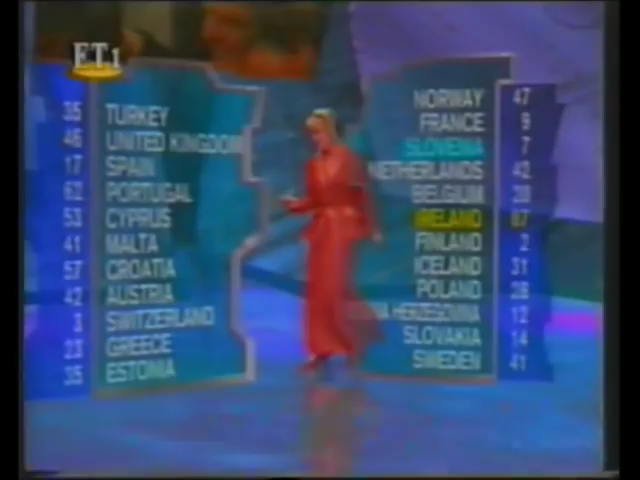 ET1
35 TURKEY
46 UNITED KINGDOM
17 SPAIN
62 PORTUGAL
53 CYPRUS
41 MALTA
57 CROATIA
42 AUSTRIA
3 SWITZERLAND
23 GREECE
35 ESTONIA
NORWAY 47
FRANCE 9
SLOVENIA 7
NETHERLANDS 42
BELGIUM
IRELAND 87
FINLAND 2
ICELAND 31
POLAND 28
HERZEGOVINA 12
SLOVAKIA 14
SWEDEN 41